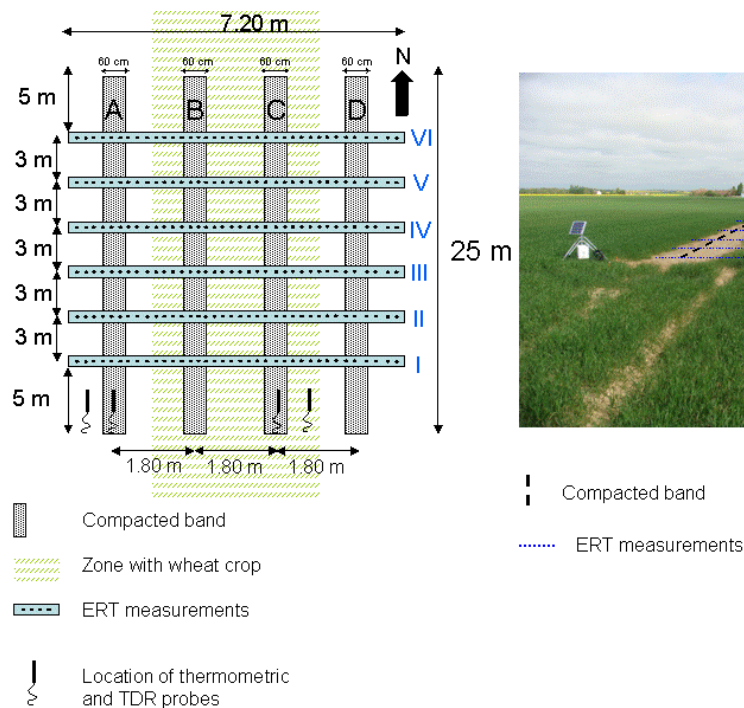 7.20 m
60 cm 60 cm 60 cm 60 cm
N
5 m
A B C D
VI
3 m
V
3 m
IV
3 m
25 m
III
3 m
II
3 m
I
5 m
1.80 m 1.80 m 1.80 m
Compacted band
Zone with wheat crop
ERT measurements
Location of thermometric
and TDR probes
Compacted band
ERT measurements